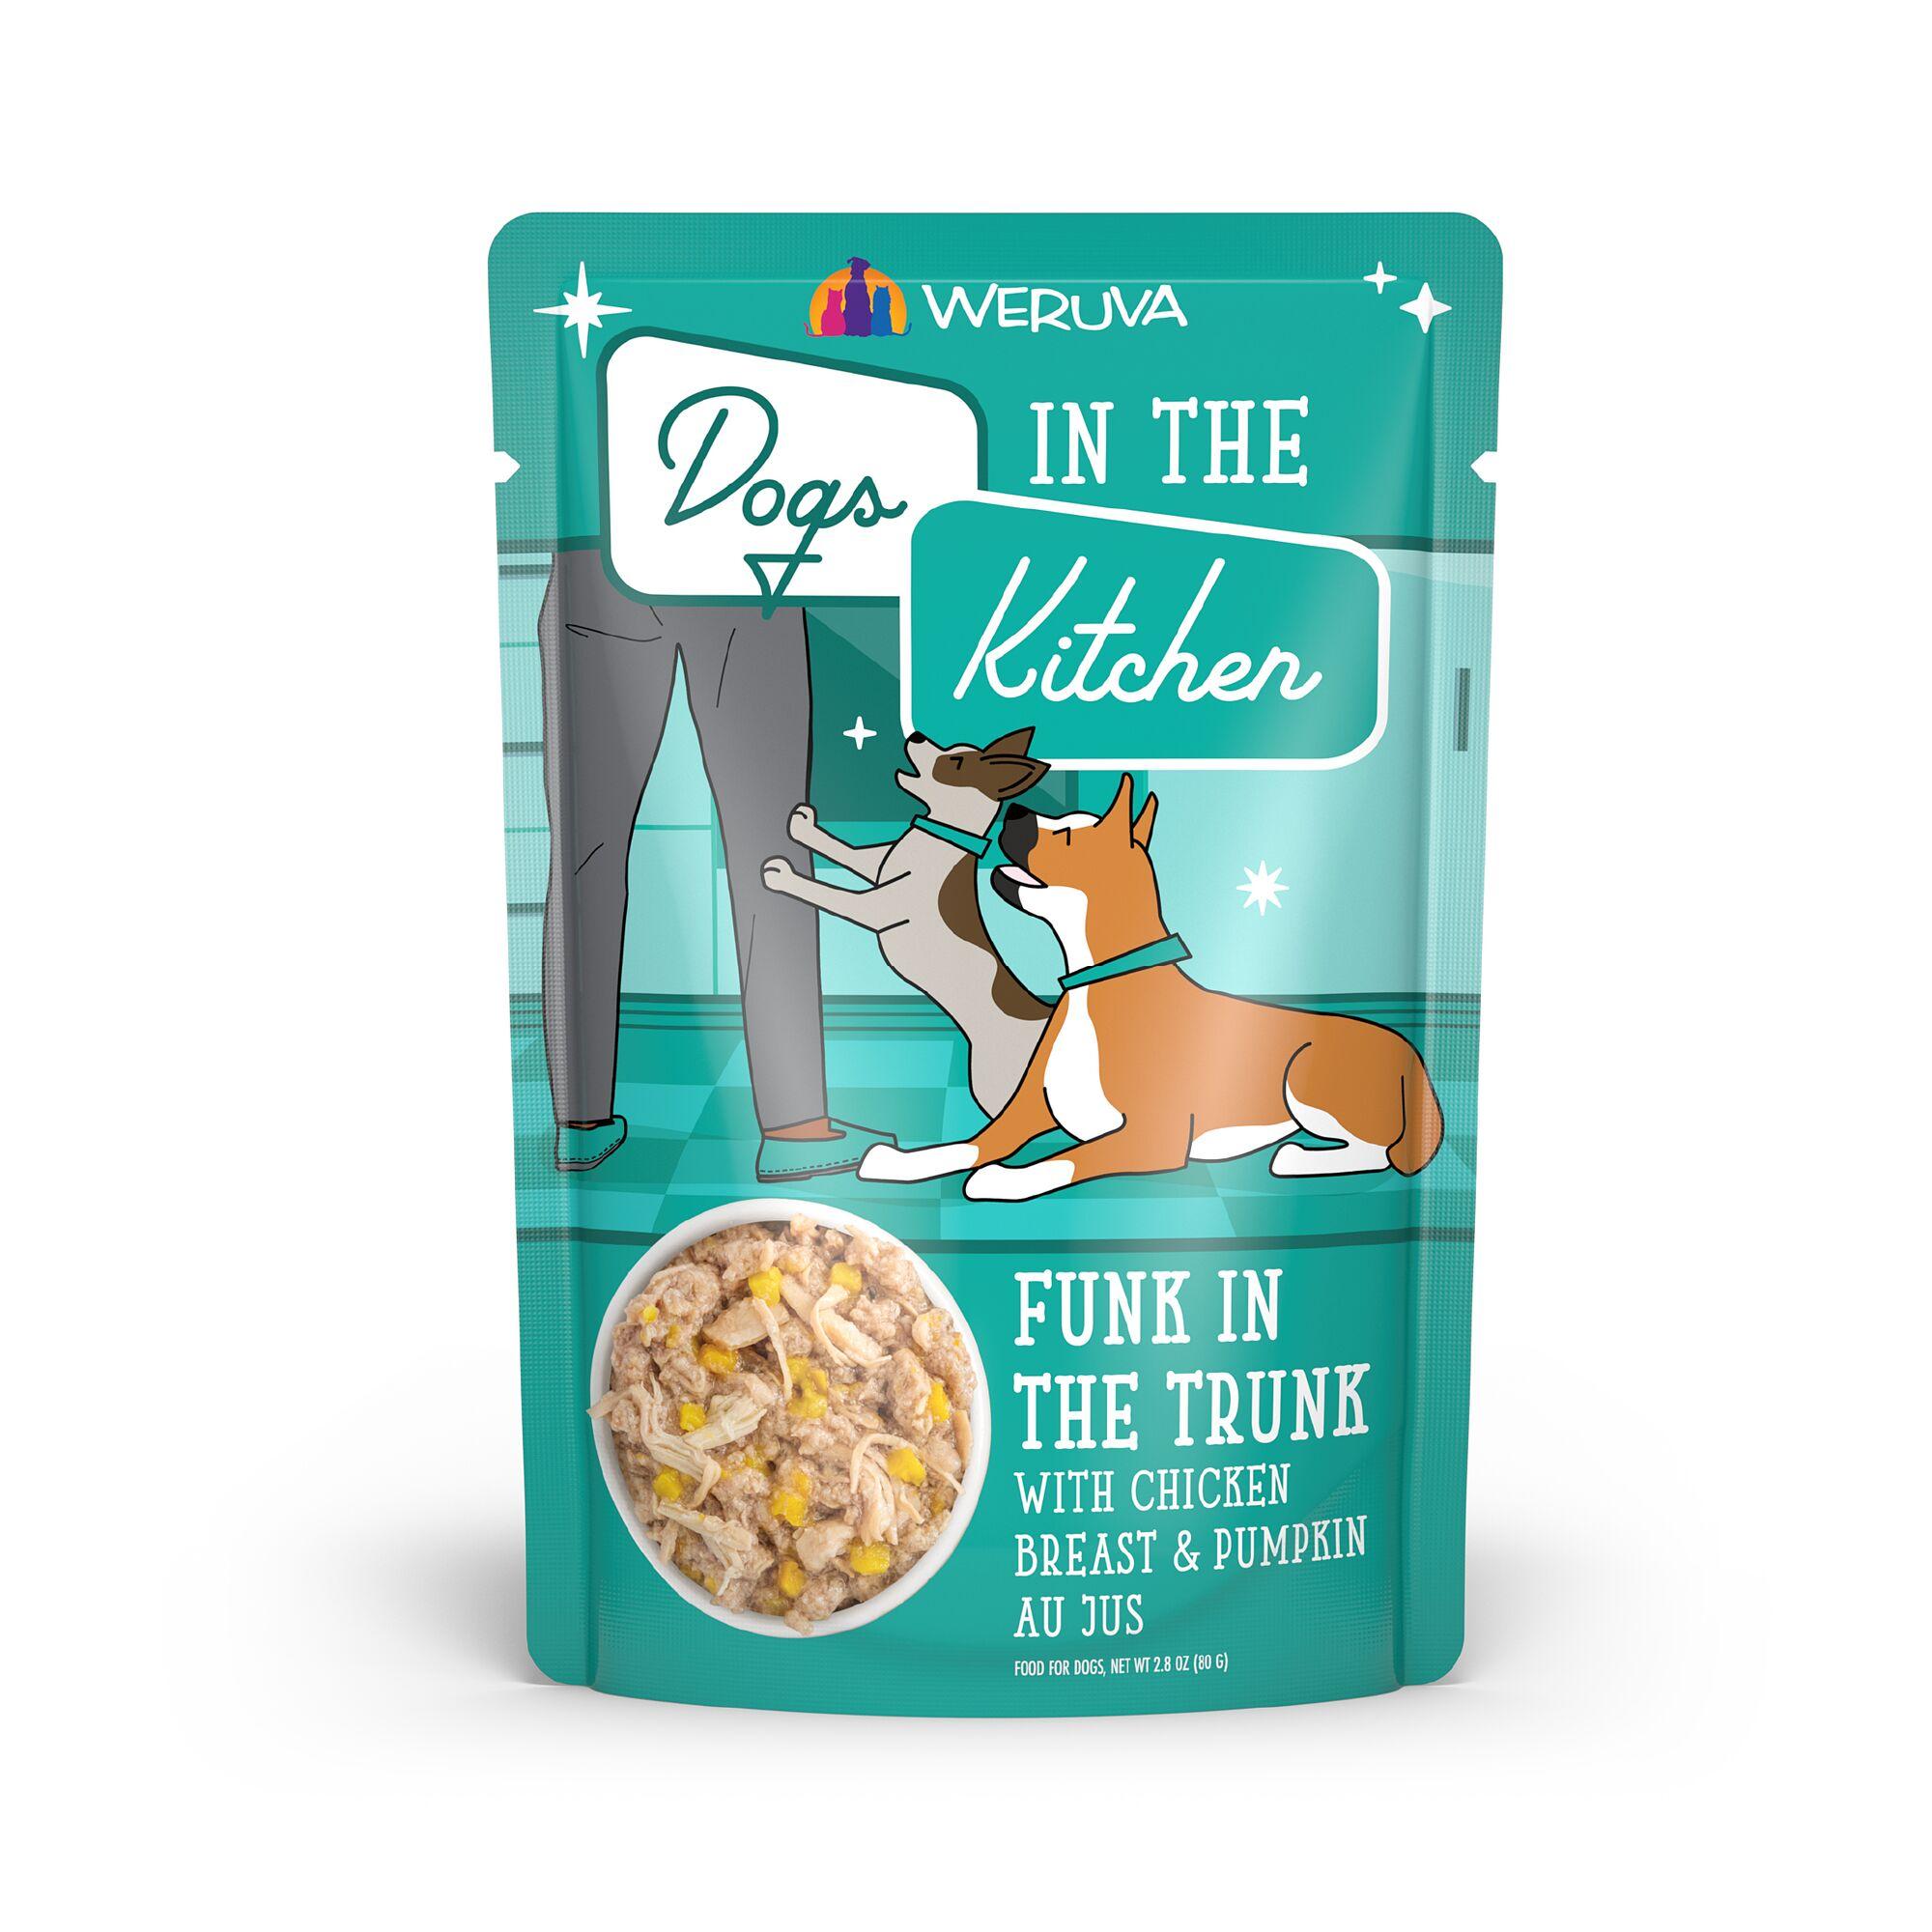 WERUVA
Dogs
IN THE
Kitchen
FUNK IN
THE TRUNK
WITH CHICKEN
BREAST & PUMPKIN
AU JUS
FOOD FOR DOGS, NET WT 2.8 OZ (80 G)